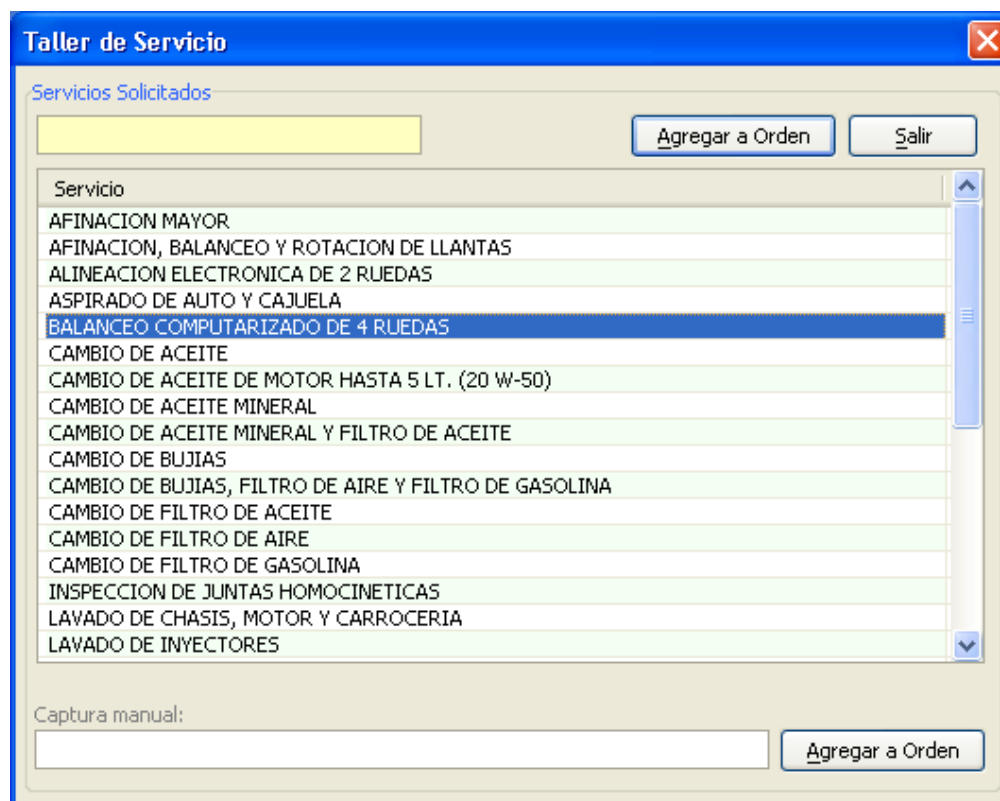 Taller de Servicio
Servicios Solicitados
Agregar a Orden Salir
Servicio
AFINACION MAYOR
AFINACION, BALANCEO Y ROTACION DE LLANTAS
ALINEACION ELECTRONICA DE 2 RUEDAS
ASPIRADO DE AUTO Y CAJUELA
BALANCEO COMPUTARIZADO DE 4 RUEDAS
CAMBIO DE ACEITE
CAMBIO DE ACEITE DE MOTOR HASTA 5 LT. (20 W-50)
CAMBIO DE ACEITE MINERAL
CAMBIO DE ACEITE MINERAL Y FILTRO DE ACEITE
CAMBIO DE BUJIAS
CAMBIO DE BUJIAS, FILTRO DE AIRE Y FILTRO DE GASOLINA
CAMBIO DE FILTRO DE ACEITE
CAMBIO DE FILTRO DE AIRE
CAMBIO DE FILTRO DE GASOLINA
INSPECCION DE JUNTAS HOMOCINETICAS
LAVADO DE CHASIS, MOTOR Y CARROCERIA
LAVADO DE INYECTORES
Captura manual:
Agregar a Orden